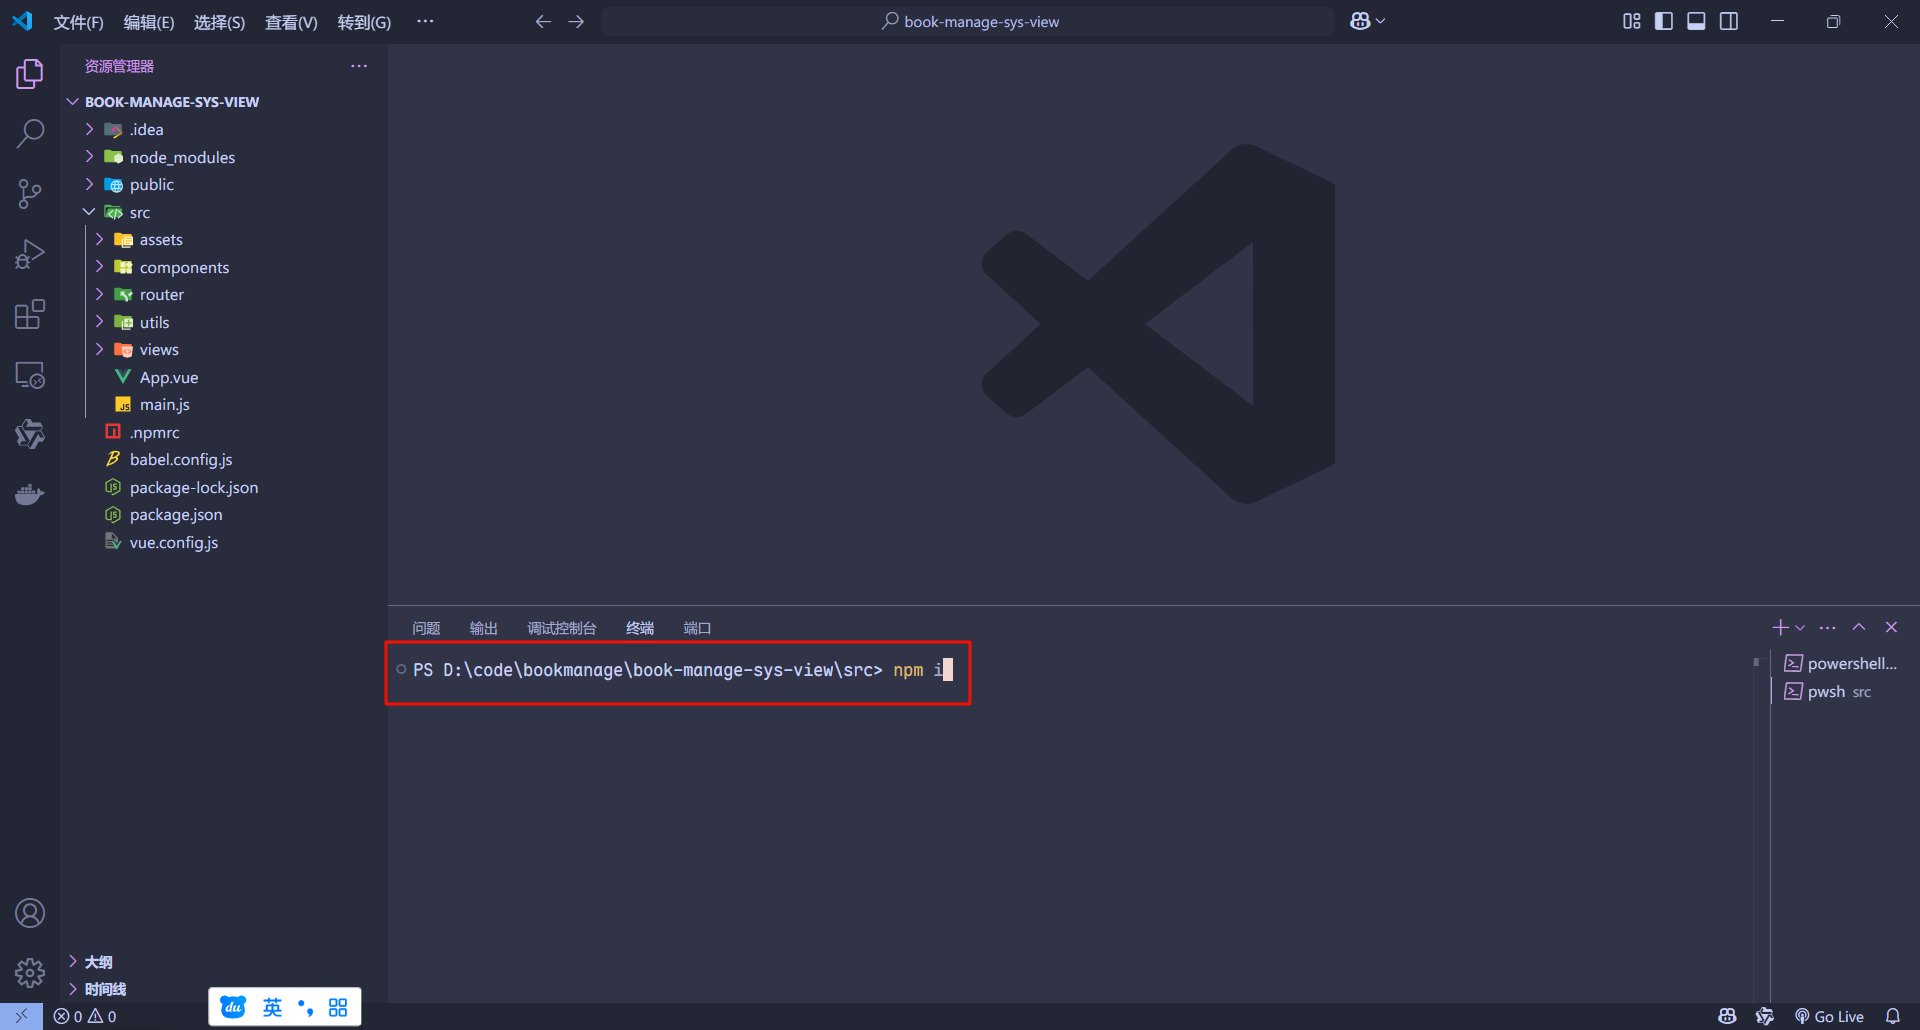 文件(F) 编辑(E) 选择(S) 查看(V) 转到(G) ··· book-manage-sys-view
资源管理器 ···
BOOK-MANAGE-SYS-VIEW
.idea
node_modules
public
src
assets
components
router
utils
views
App.vue
main.js
.npmrc
babel.config.js
package-lock.json
package.json
vue.config.js
问题 输出 调试控制台 终端 端口
PS D:\code\bookmanage\book-manage-sys-view\src> npm i
powershell...
pwsh src
大纲
时间线
du 英
0 0 Go Live